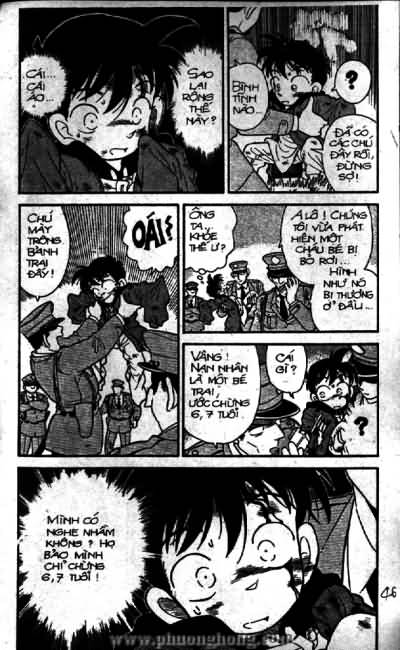 ?
BÌNH
TĨNH
NÀO...
ĐÃ CÓ
CÁC CHÚ
ĐÂY RỒI,
ĐỪNG
SỢ!
SAO
LẠI
RỘNG
THẾ
NÀY?
CÁI...
CÁI
ÁO...
A LÔ! CHÚNG
TÔI VỪA PHÁT
HIỆN MỘT
CHÁU BÉ BỊ
BỎ RƠI...
HÌNH
NHƯ NÓ
BỊ THƯƠNG
Ở ĐẦU...
ÔNG
TA...
KHỎE
THẾ Ư?
OÁI!
CHÚ
MÀY
TRÔNG
BẢNH
TRAI
ĐẤY!
CÁI
GÌ?
?
VÂNG!
NẠN NHÂN
LÀ MỘT BÉ
TRAI,
ƯỚC CHỪNG
6, 7 TUỔI.
MÌNH CÓ
NGHE NHẦM
KHÔNG? HỌ
BẢO MÌNH
CHỈ CHỪNG
6, 7 TUỔI!
46
www.phuonghong.com